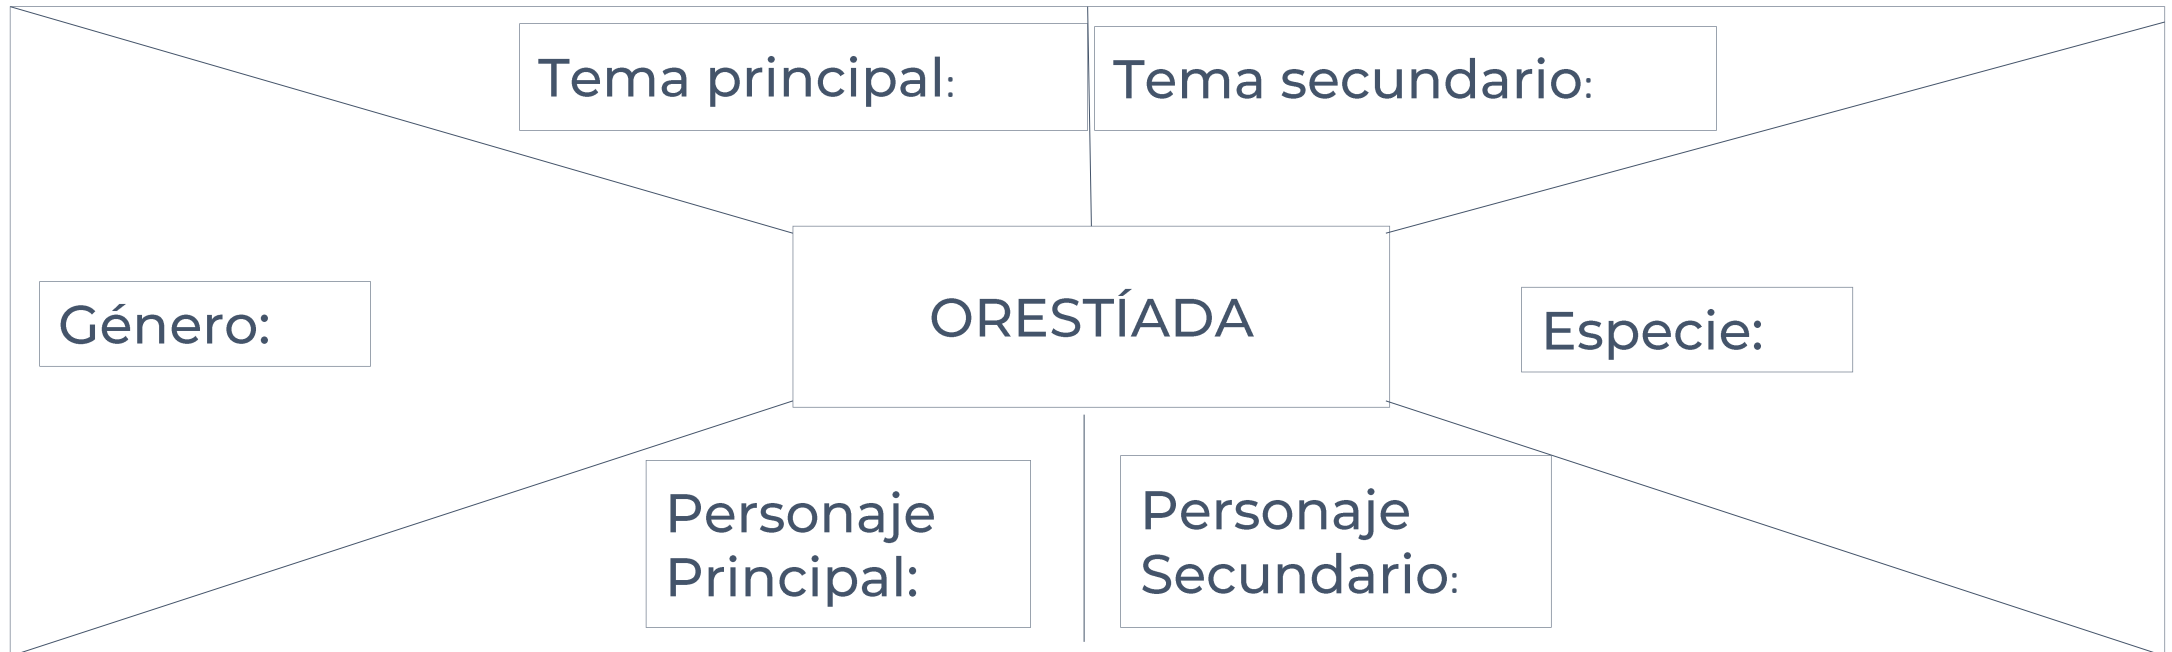 Tema principal:
Tema secundario:
Género:
ORESTÍADA
Especie:
Personaje
Principal:
Personaje
Secundario: